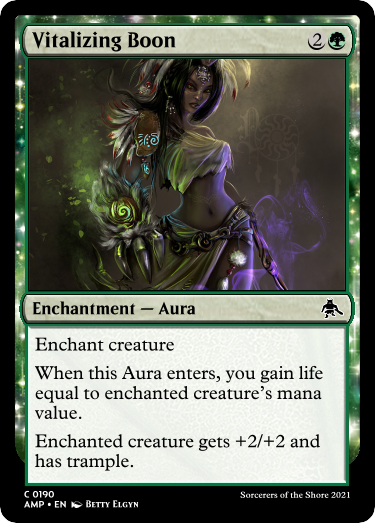 Vitalizing Boon 2
Enchantment — Aura
Enchant creature
When this Aura enters, you gain life
equal to enchanted creature's mana
value.
Enchanted creature gets +2/+2 and
has trample.
C 0190
AMP • EN Betty Elgyn
Sorcerers of the Shore 2021